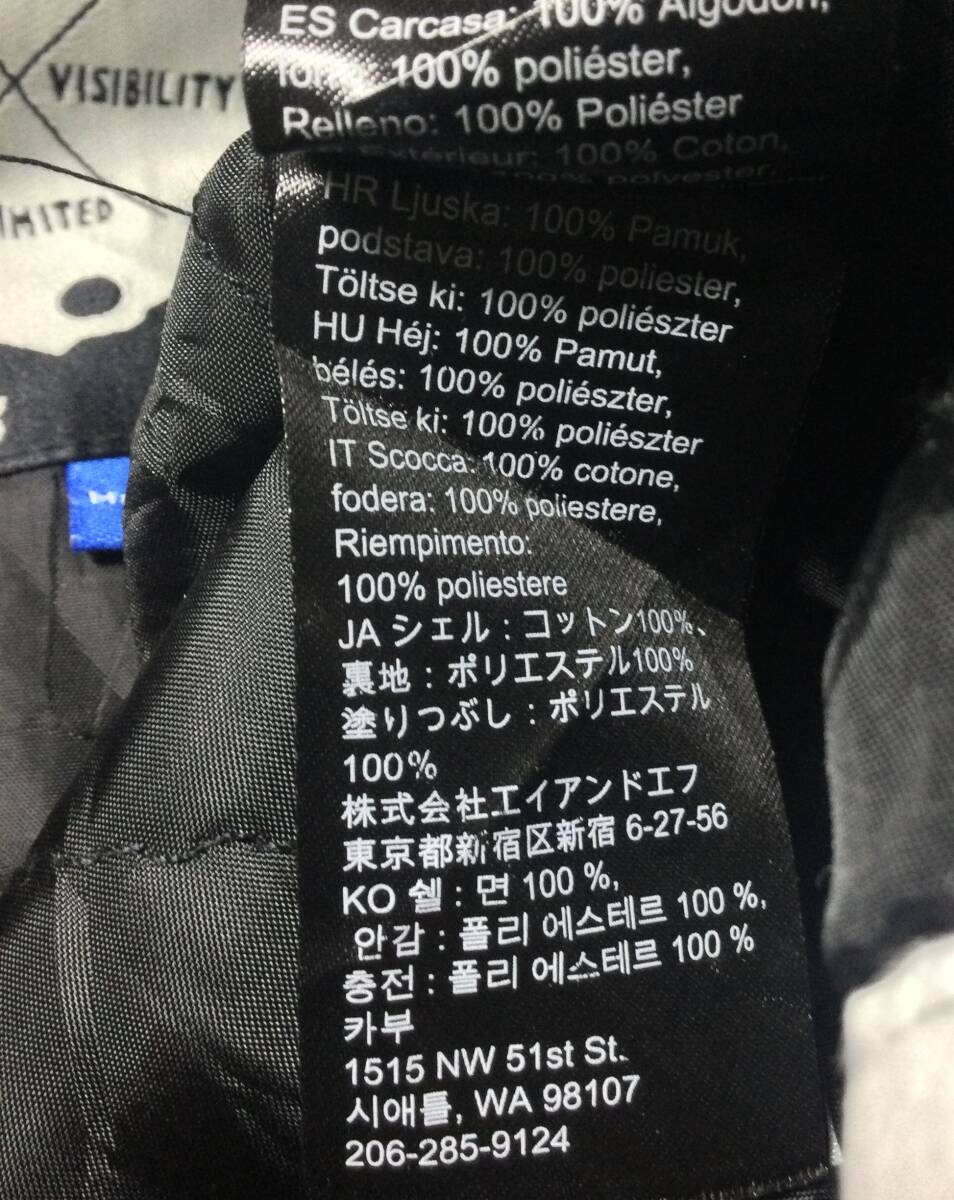 VISIBILITY
ES Carcasa: 100% Algodón,
100% poliéster,
Relleno: 100% Poliéster
Extérieur: 100% Coton,
100% polyester,
HR Ljuska: 100% Pamuk,
podstava: 100% poliester,
Töltse ki: 100% poliészter
HU Héj: 100% Pamut,
bélés: 100% poliészter,
Töltse ki: 100% poliészter
IT Scocca: 100% cotone,
fodera: 100% poliestere,
Riempimento:
100% poliestere
JA シェル : コットン100%、
裏地 : ポリエステル100%
塗りつぶし : ポリエステル
100%
株式会社エイアンドエフ
東京都新宿区新宿 6-27-56
KO 쉘 : 면 100 %,
안감 : 폴리 에스테르 100 %,
충전 : 폴리 에스테르 100 %
카부
1515 NW 51st St.
시애틀, WA 98107
206-285-9124